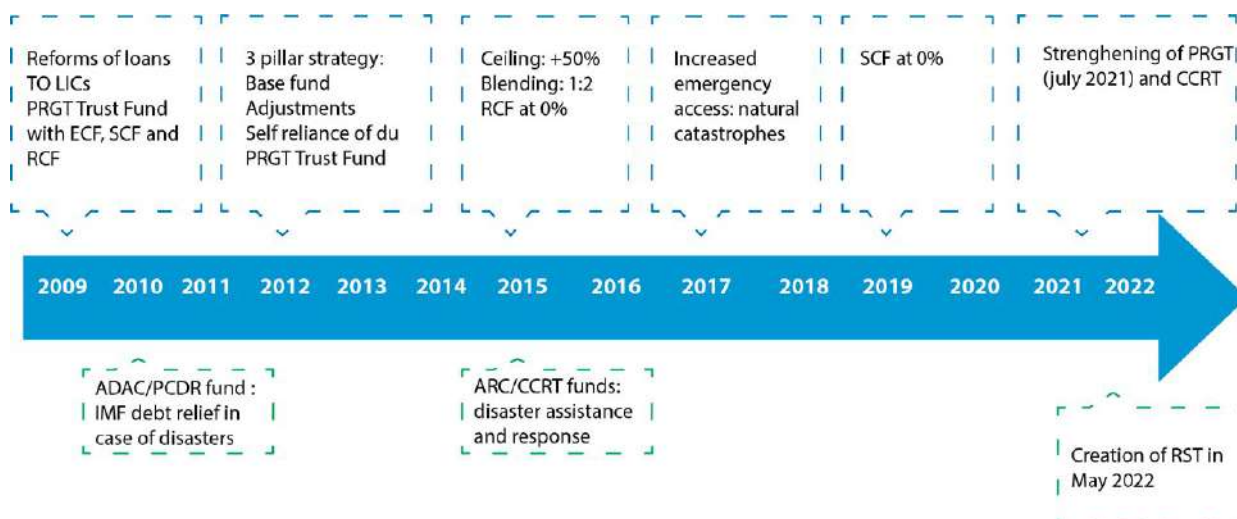 Reforms of loans
TO LICs
PRGT Trust Fund
with ECF, SCF and
RCF
3 pillar strategy:
Base fund
Adjustments
Self reliance of du
PRGT Trust Fund
Ceiling: +50%
Blending: 1:2
RCF at 0%
Increased
emergency
access: natural
catastrophes
SCF at 0%
Strenghening of PRGT
(july 2021) and CCRT
2009 2010 2011 2012 2013 2014 2015 2016 2017 2018 2019 2020 2021 2022
ADAC/PCDR fund :
IMF debt relief in
case of disasters
ARC/CCRT funds:
disaster assistance
and response
Creation of RST in
May 2022